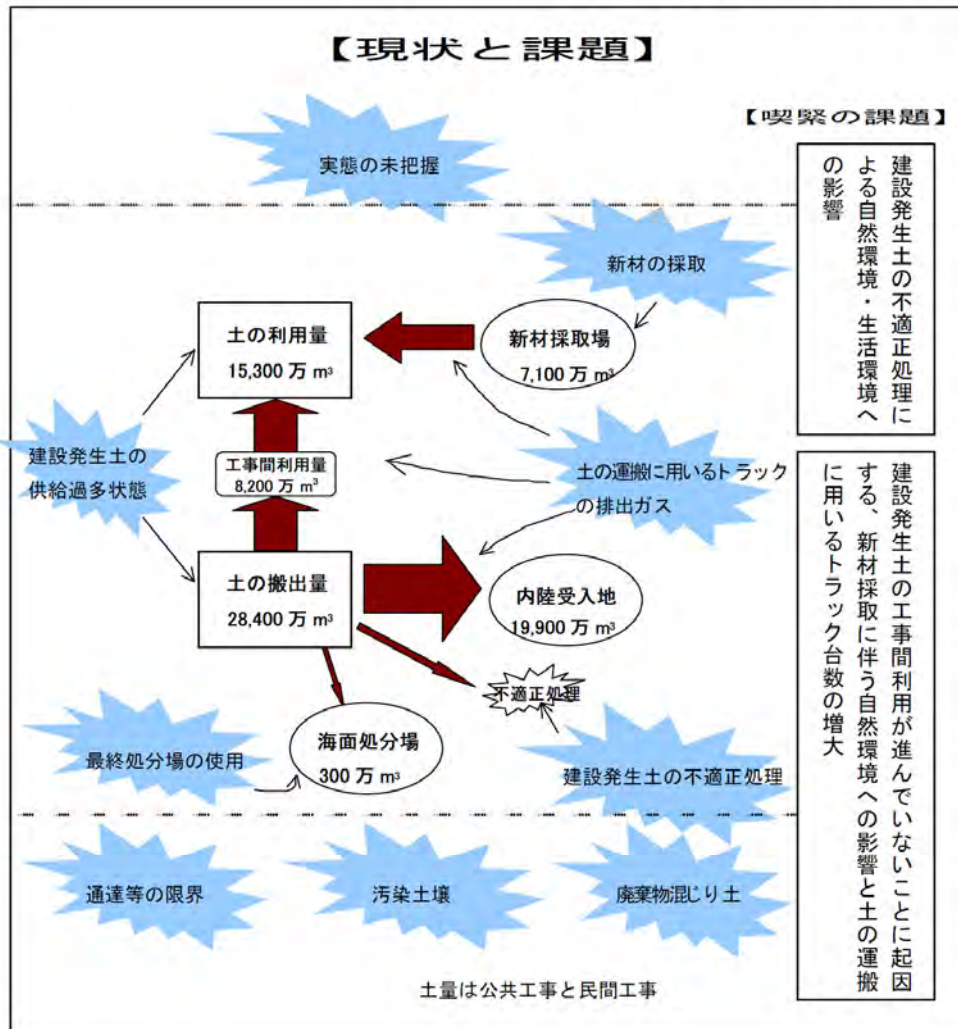 【現状と課題】
【喫緊の課題】
実態の未把握
新材の採取
土の利用量
15,300 万 m³
新材採取場
7,100 万 m³
建設発生土の
供給過多状態
工事間利用量
8,200 万 m³
土の運搬に用いるトラック
の排出ガス
土の搬出量
28,400 万 m³
内陸受入地
19,900 万 m³
不適正処理
海面処分場
300 万 m³
最終処分場の使用
建設発生土の不適正処理
通達等の限界
汚染土壌
廃棄物混じり土
土量は公共工事と民間工事
建設発生土の不適正処理に
よる自然環境・生活環境へ
の影響
建設発生土の工事間利用が進んでいないことに起因
する、新材採取に伴う自然環境への影響と土の運搬
に用いるトラック台数の増大